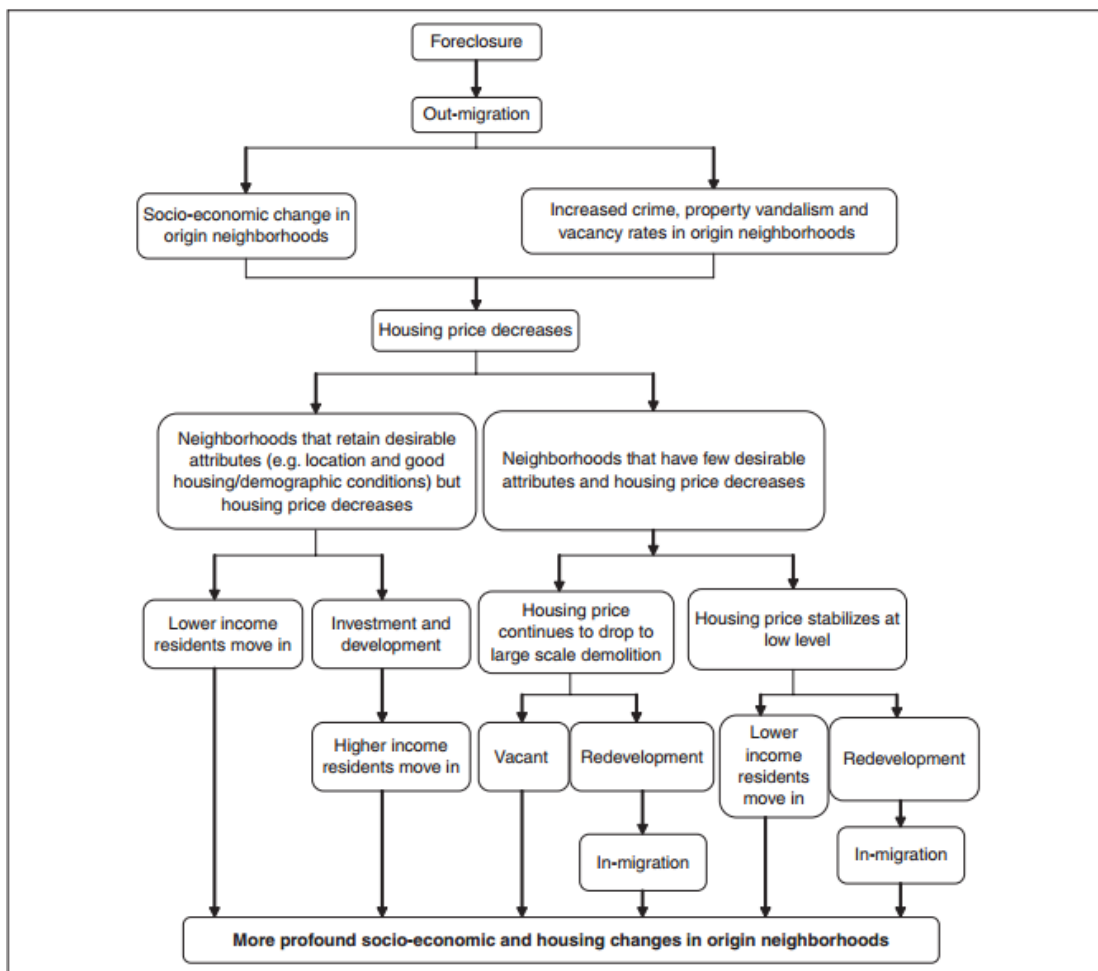 Foreclosure
Out-migration
Socio-economic change in
origin neighborhoods
Increased crime, property vandalism and
vacancy rates in origin neighborhoods
Housing price decreases
Neighborhoods that retain desirable
attributes (e.g. location and good
housing/demographic conditions) but
housing price decreases
Neighborhoods that have few desirable
attributes and housing price decreases
Lower income
residents move in
Investment and
development
Housing price
continues to drop to
large scale demolition
Housing price stabilizes at
low level
Higher income
residents move in
Vacant
Redevelopment
Lower
income
residents
move in
Redevelopment
In-migration
In-migration
More profound socio-economic and housing changes in origin neighborhoods